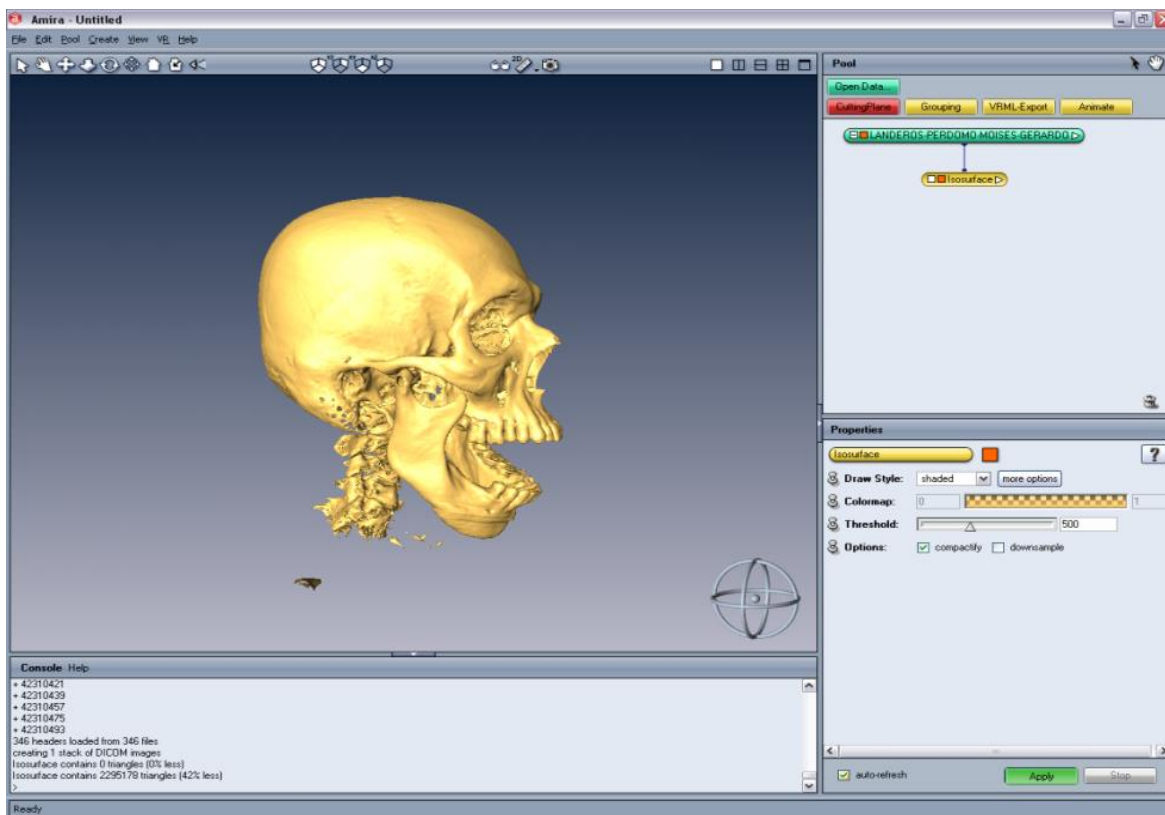 Amira - Untitled
File Edit Pool Create View VR Help
2D
Pool
Open Data...
CuttingPlane Grouping VRML-Export Animate
LANDEROS-PERDOMO-MOISES-GERARDO
Isosurface
Properties
Isosurface ?
Draw Style: shaded more options
Colormap: 0 1
Threshold: 500
Options: compactify downsample
auto-refresh Apply Stop
Console Help
+ 42310421
+ 42310439
+ 42310457
+ 42310475
+ 42310493
346 headers loaded from 346 files
creating 1 stack of DICOM images
Isosurface contains 0 triangles (0% less)
Isosurface contains 2295178 triangles (42% less)
>
Ready